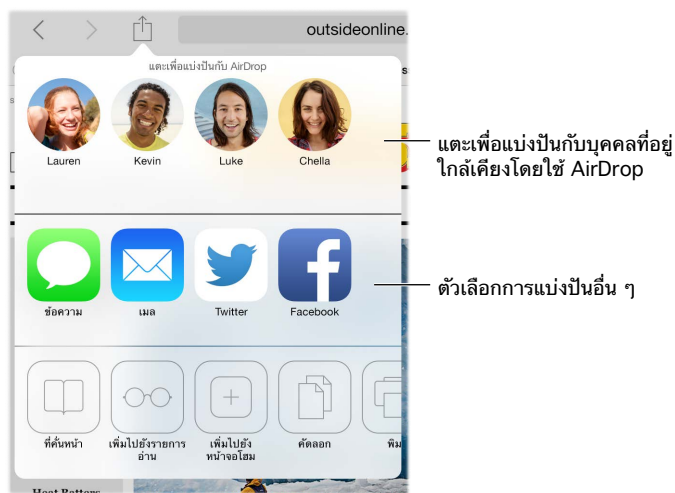 outsideonline.
แตะเพื่อแบ่งปันกับ AirDrop
Lauren Kevin Luke Chella
แตะเพื่อแบ่งปันกับบุคคลที่อยู่
ใกล้เคียงโดยใช้ AirDrop
ข้อความ เมล Twitter Facebook
ตัวเลือกการแบ่งปันอื่น ๆ
ที่คั่นหน้า เพิ่มไปยังรายการ เพิ่มไปยัง คัดลอก พิม
อ่าน หน้าจอโฮม